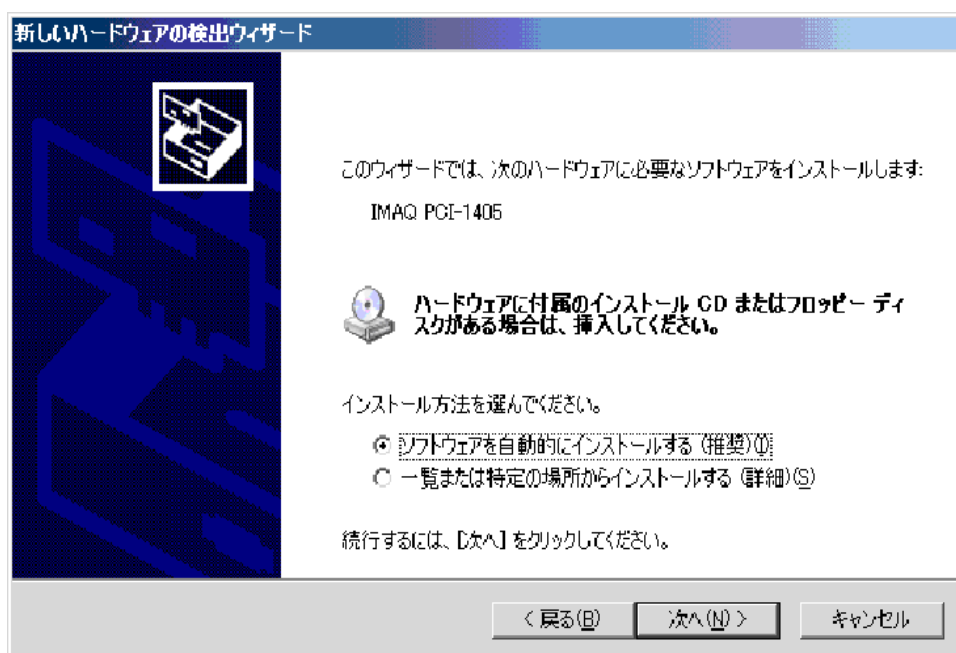 新しいハードウェアの検出ウィザード
このウィザードでは、次のハードウェアに必要なソフトウェアをインストールします:
IMAQ PCI-1405
ハードウェアに付属のインストール CD またはフロッピー ディ
スクがある場合は、挿入してください。
インストール方法を選んでください。
ソフトウェアを自動的にインストールする (推奨)(I)
一覧または特定の場所からインストールする (詳細)(S)
続行するには、[次へ] をクリックしてください。
< 戻る(B)
次へ(N) >
キャンセル